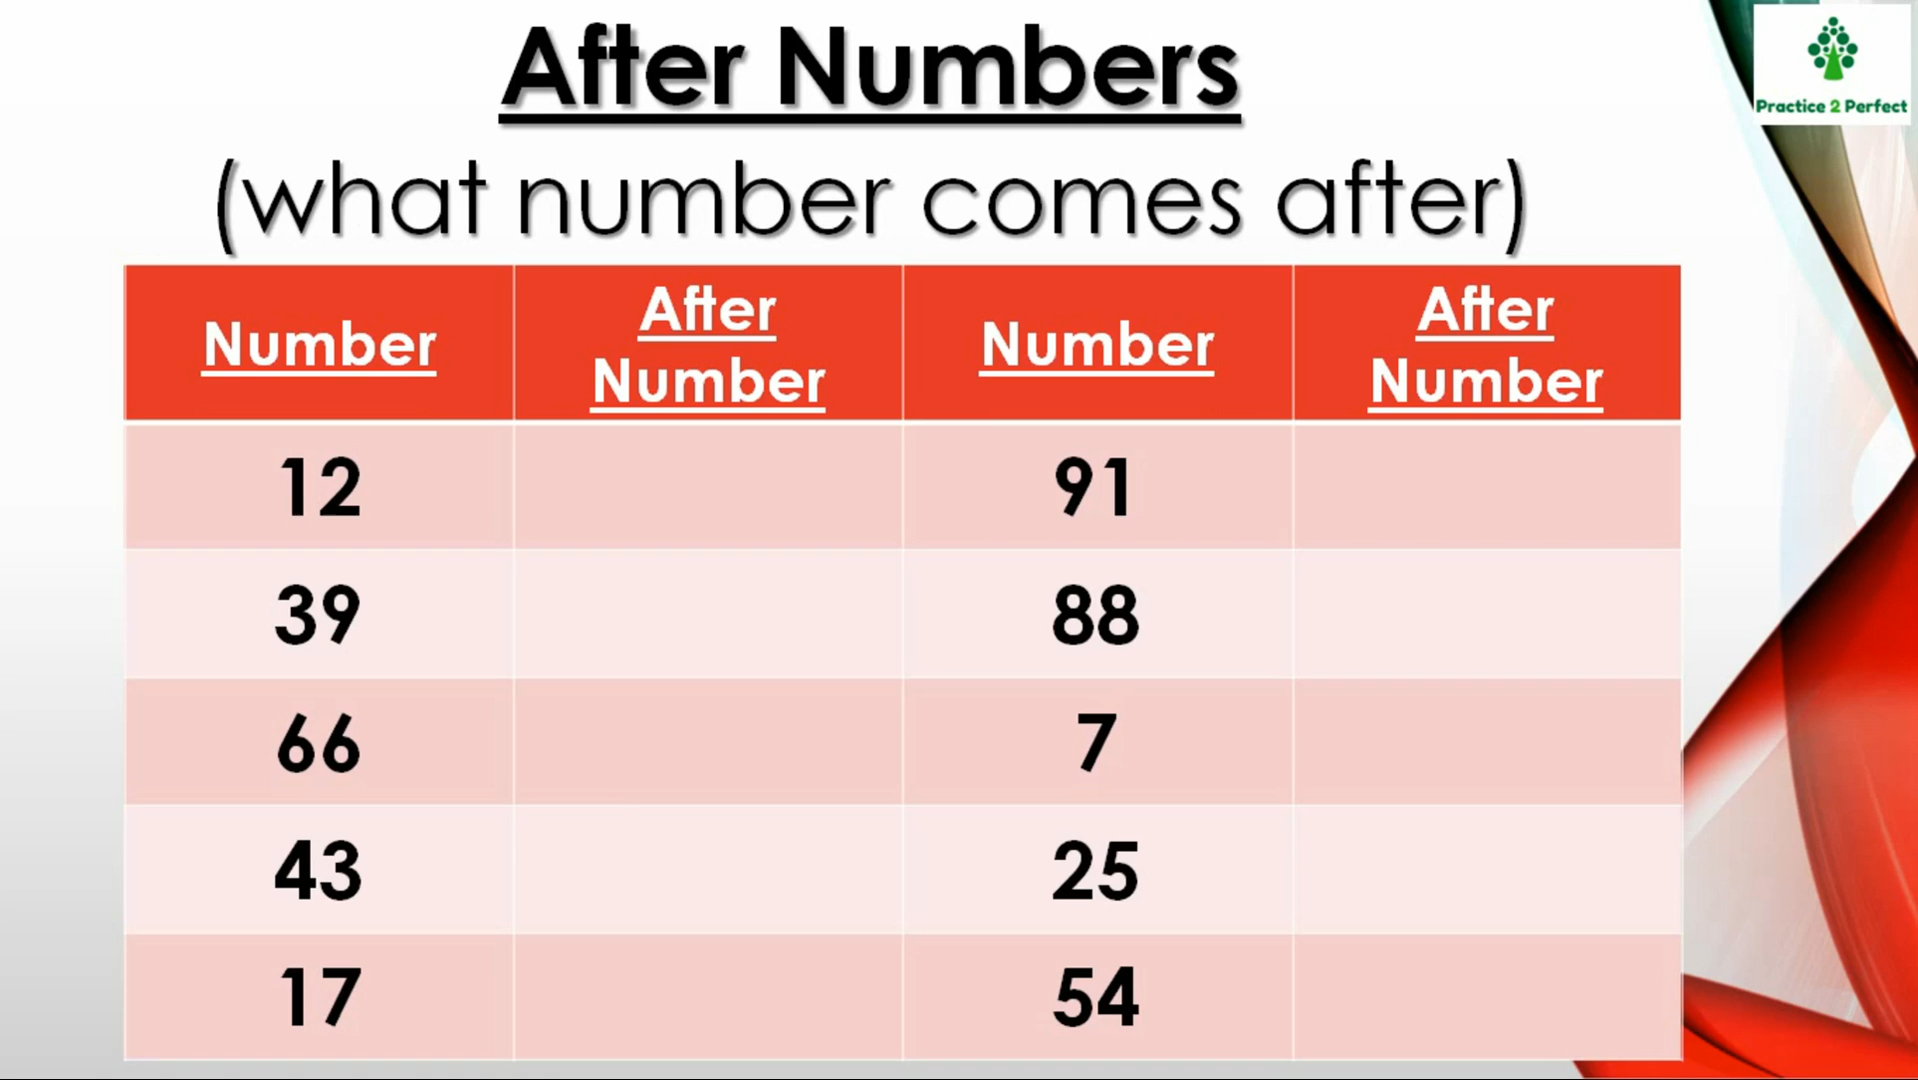 After Numbers
Practice 2 Perfect
(what number comes after)
Number After Number Number After Number
12 91
39 88
66 7
43 25
17 54